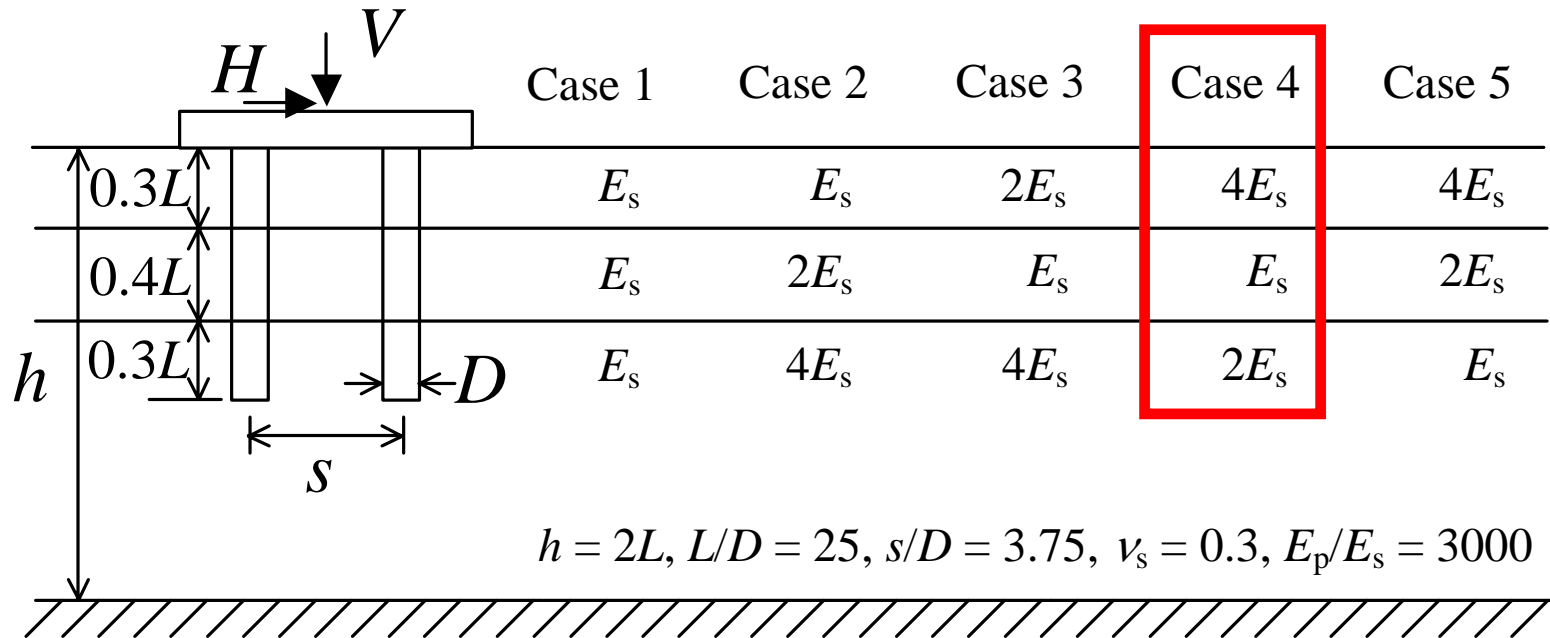 H V Case 1 Case 2 Case 3 Case 4 Case 5
0.3L Es Es 2Es 4Es 4Es
0.4L Es 2Es Es Es 2Es
h 0.3L D Es 4Es 4Es 2Es Es
s
h = 2L, L/D = 25, s/D = 3.75, νs = 0.3, Ep/Es = 3000